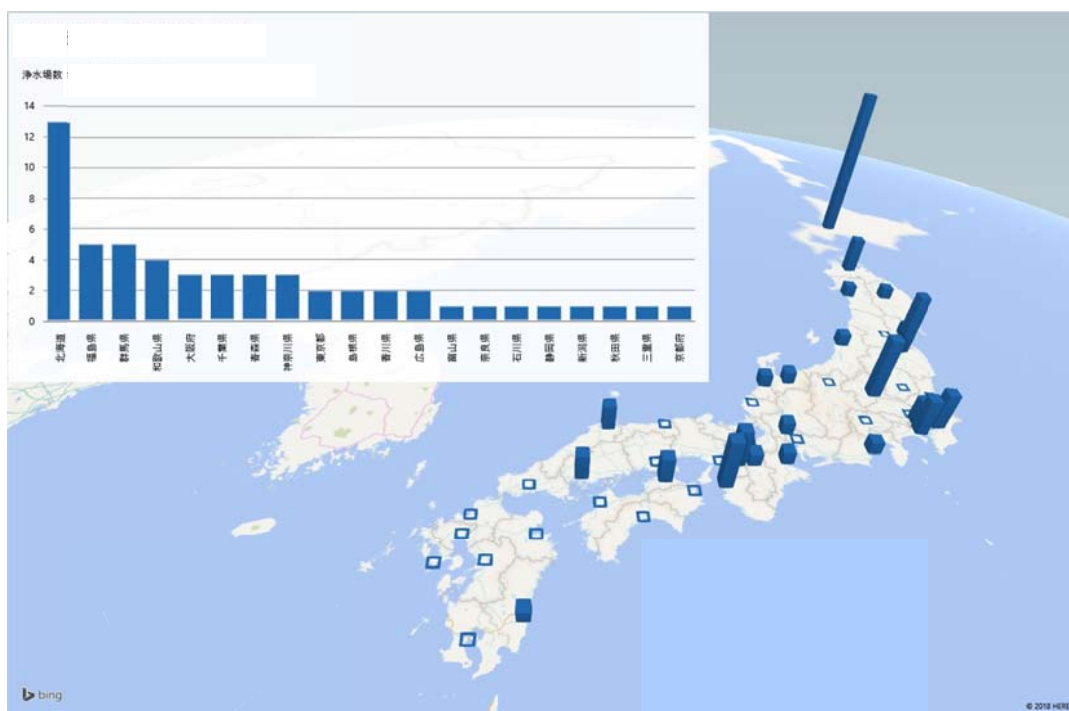 浄水場数
14
12
10
8
6
4
2
0
北海道
福島県
群馬県
和歌山県
大阪府
千葉県
青森県
神奈川県
東京都
島根県
香川県
広島県
富山県
奈良県
石川県
静岡県
新潟県
秋田県
三重県
京都府
bing
© 2018 HERE